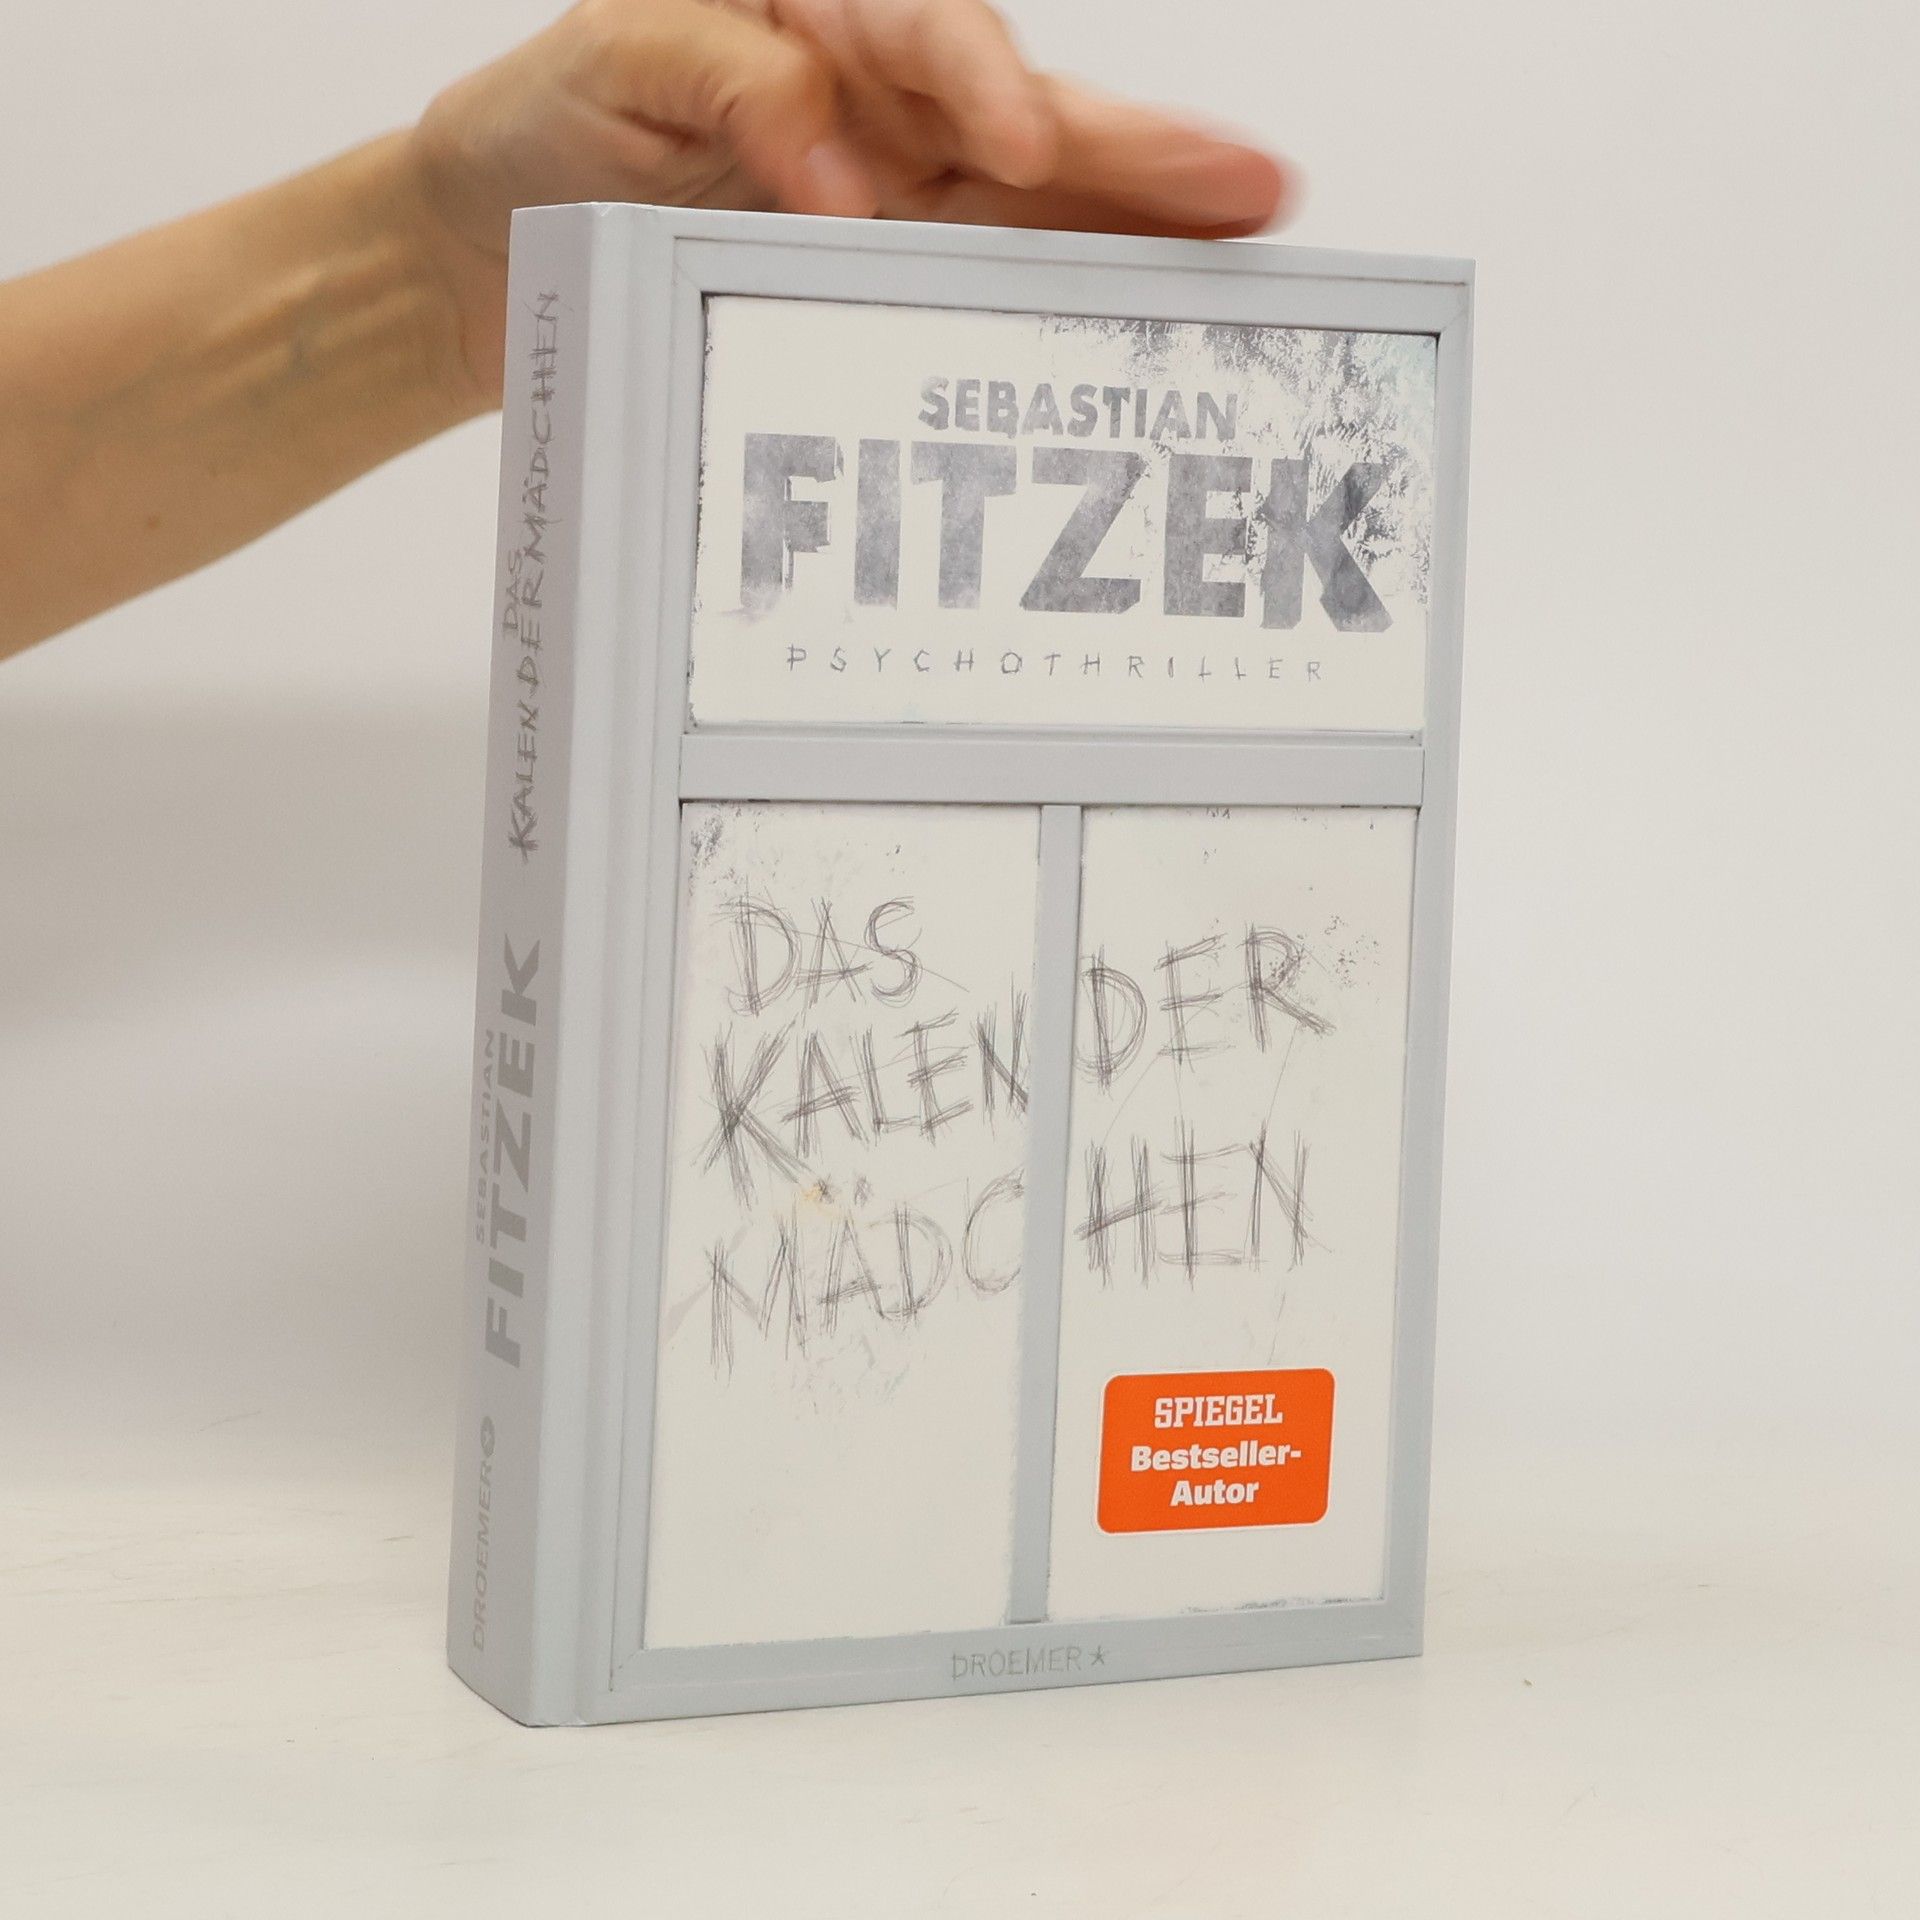 SEBASTIAN
FITZEK
PSYCHOTHRILLER
DAS
KALENDER
MÄDCHEN
SPIEGEL
Bestseller-
Autor
DROEMER*
DAS
KALENDERMÄDCHEN
SEBASTIAN
FITZEK
DROEMER